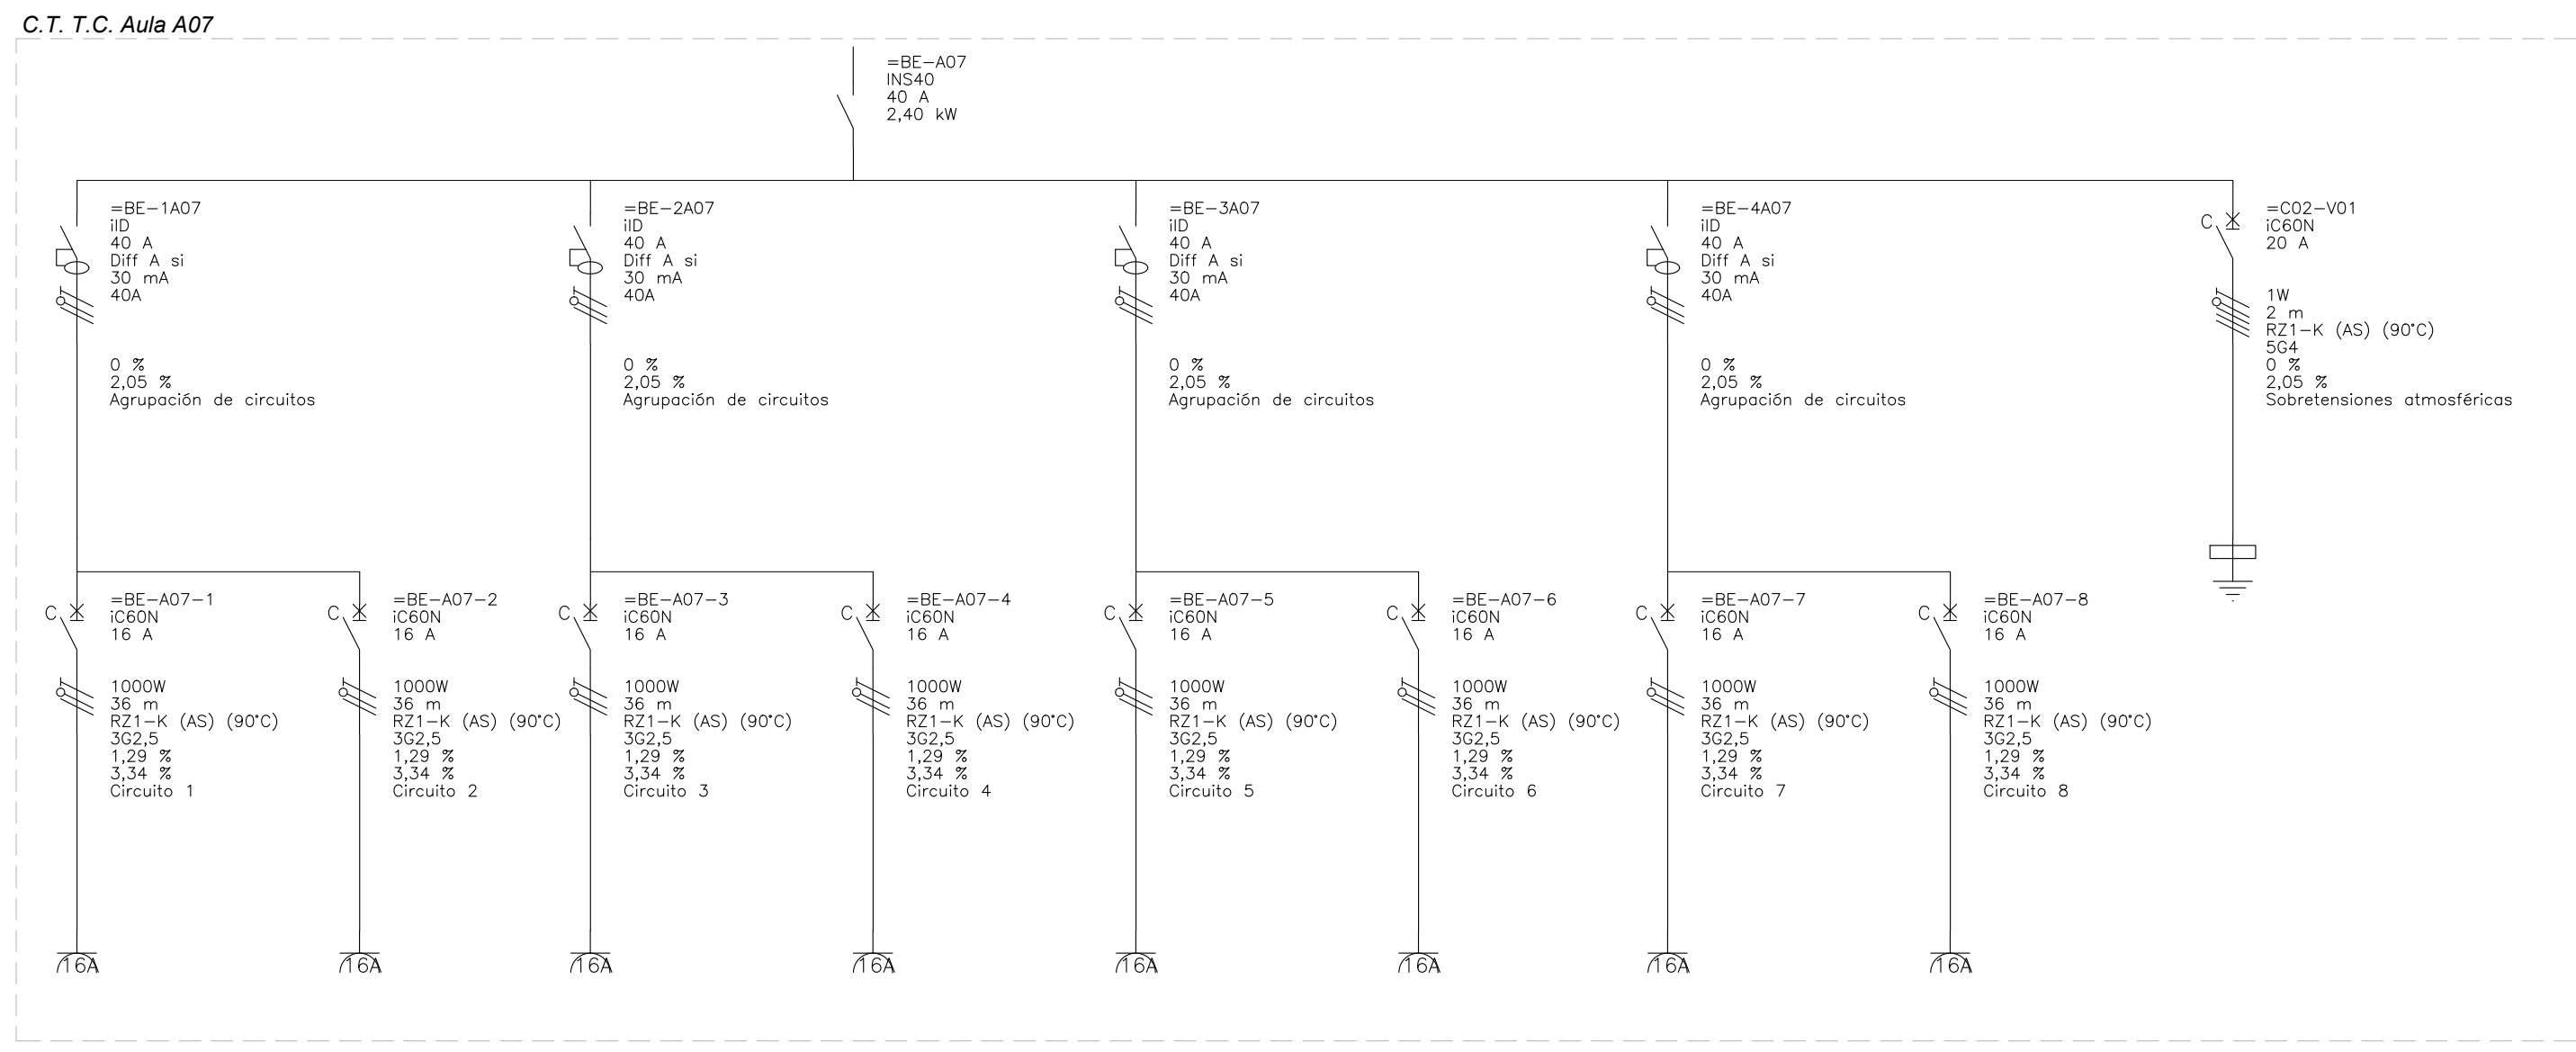 C.T. T.C. Aula A07
=BE-A07
INS40
40 A
2,40 kW
=BE-1A07
iID
40 A
Diff A si
30 mA
40A
0 %
2,05 %
Agrupación de circuitos
=BE-2A07
iID
40 A
Diff A si
30 mA
40A
0 %
2,05 %
Agrupación de circuitos
=BE-3A07
iID
40 A
Diff A si
30 mA
40A
0 %
2,05 %
Agrupación de circuitos
=BE-4A07
iID
40 A
Diff A si
30 mA
40A
0 %
2,05 %
Agrupación de circuitos
C
=C02-V01
iC60N
20 A
1W
2 m
RZ1-K (AS) (90°C)
5G4
0 %
2,05 %
Sobretensiones atmosféricas
C
=BE-A07-1
iC60N
16 A
1000W
36 m
RZ1-K (AS) (90°C)
3G2,5
1,29 %
3,34 %
Circuito 1
16A
=BE-A07-2
iC60N
16 A
1000W
36 m
RZ1-K (AS) (90°C)
3G2,5
1,29 %
3,34 %
Circuito 2
C
16A
C
=BE-A07-3
iC60N
16 A
1000W
36 m
RZ1-K (AS) (90°C)
3G2,5
1,29 %
3,34 %
Circuito 3
16A
C
=BE-A07-4
iC60N
16 A
1000W
36 m
RZ1-K (AS) (90°C)
3G2,5
1,29 %
3,34 %
Circuito 4
16A
C
=BE-A07-5
iC60N
16 A
1000W
36 m
RZ1-K (AS) (90°C)
3G2,5
1,29 %
3,34 %
Circuito 5
16A
C
=BE-A07-6
iC60N
16 A
1000W
36 m
RZ1-K (AS) (90°C)
3G2,5
1,29 %
3,34 %
Circuito 6
16A
C
=BE-A07-7
iC60N
16 A
1000W
36 m
RZ1-K (AS) (90°C)
3G2,5
1,29 %
3,34 %
Circuito 7
16A
C
=BE-A07-8
iC60N
16 A
1000W
36 m
RZ1-K (AS) (90°C)
3G2,5
1,29 %
3,34 %
Circuito 8
16A